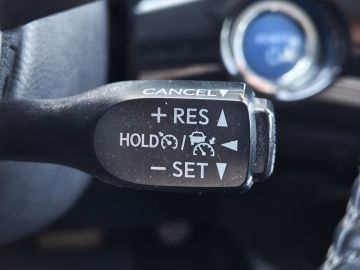 CANCEL
+ RES
HOLD /
− SET